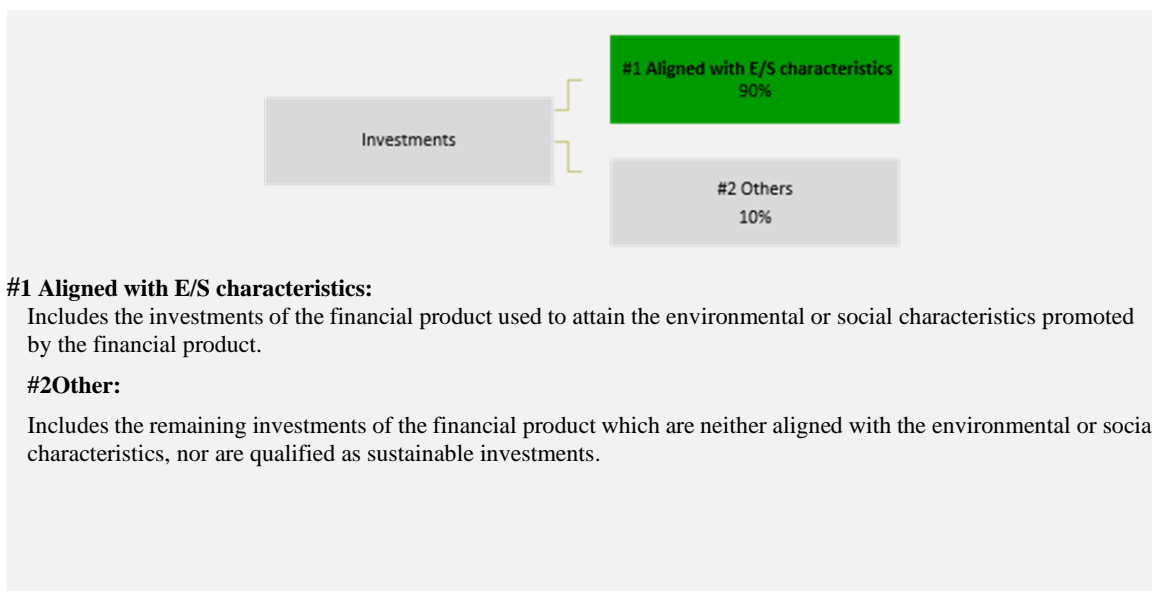 #1 Aligned with E/S characteristics
90%
Investments
#2 Others
10%
#1 Aligned with E/S characteristics:
Includes the investments of the financial product used to attain the environmental or social characteristics promoted
by the financial product.
#2Other:
Includes the remaining investments of the financial product which are neither aligned with the environmental or socia
characteristics, nor are qualified as sustainable investments.